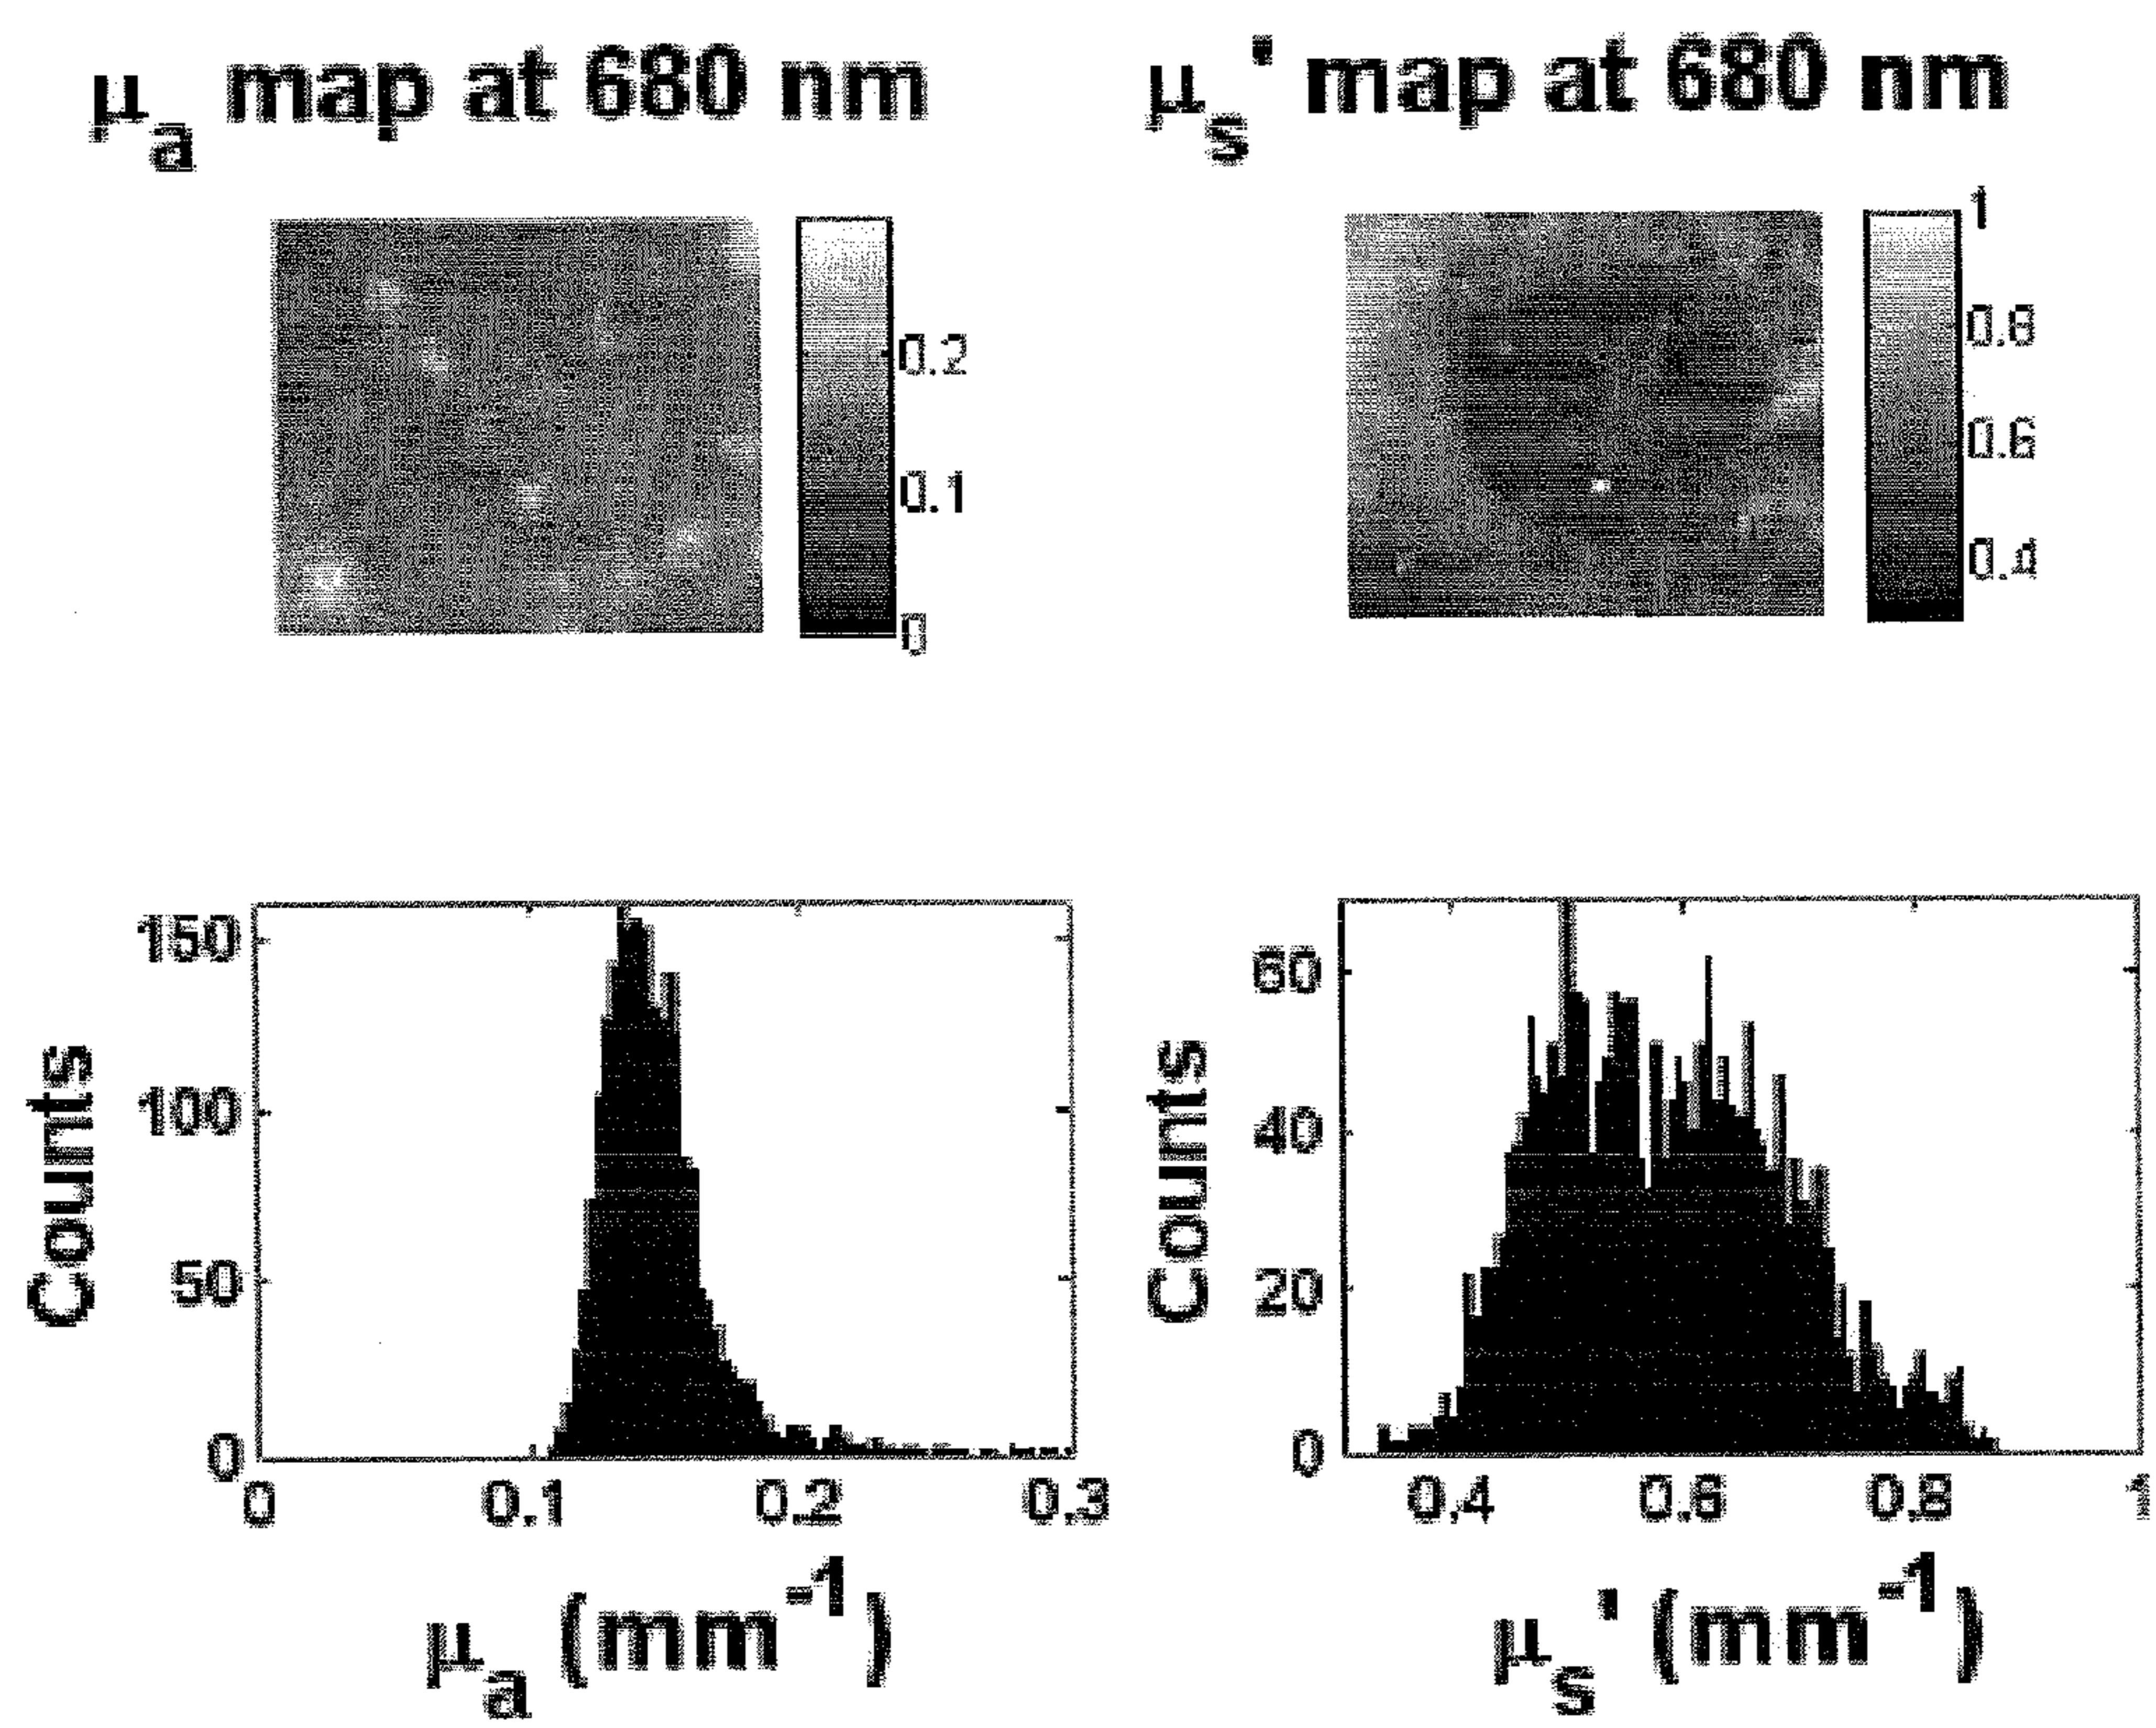 μa map at 680 nm
μs' map at 680 nm
0.2
0.1
0
1
0.8
0.6
0.4
Counts
150
100
50
0
0 0.1 0.2 0.3
μa (mm-1)
Counts
60
40
20
0
0.4 0.6 0.8 1
μs' (mm-1)